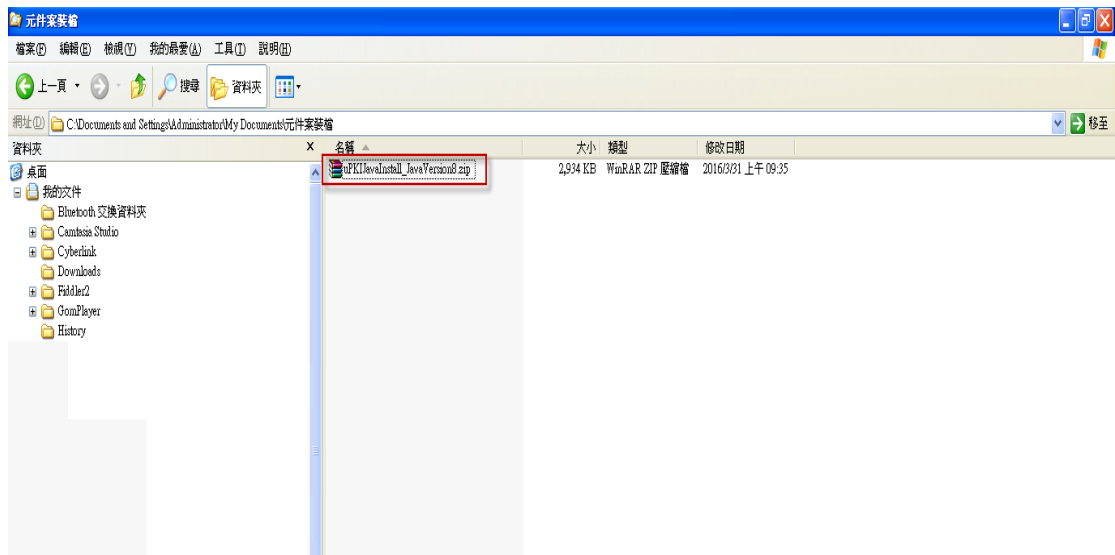 元件案裝檔
檔案(F) 編輯(E) 檢視(V) 我的最愛(A) 工具(T) 說明(H)
上一頁 搜尋 資料夾
網址(D) C:\Documents and Settings\Administrator\My Documents\元件案裝檔 移至
資料夾 x 名稱 大小 類型 修改日期
桌面 uPKIJavaInstall_JavaVersion8.zip 2,934 KB WinRAR ZIP 壓縮檔 2016/3/31 上午 09:35
我的文件
Bluetooth 交換資料夾
Camtasia Studio
Cyberlink
Downloads
Fiddler2
GomPlayer
History